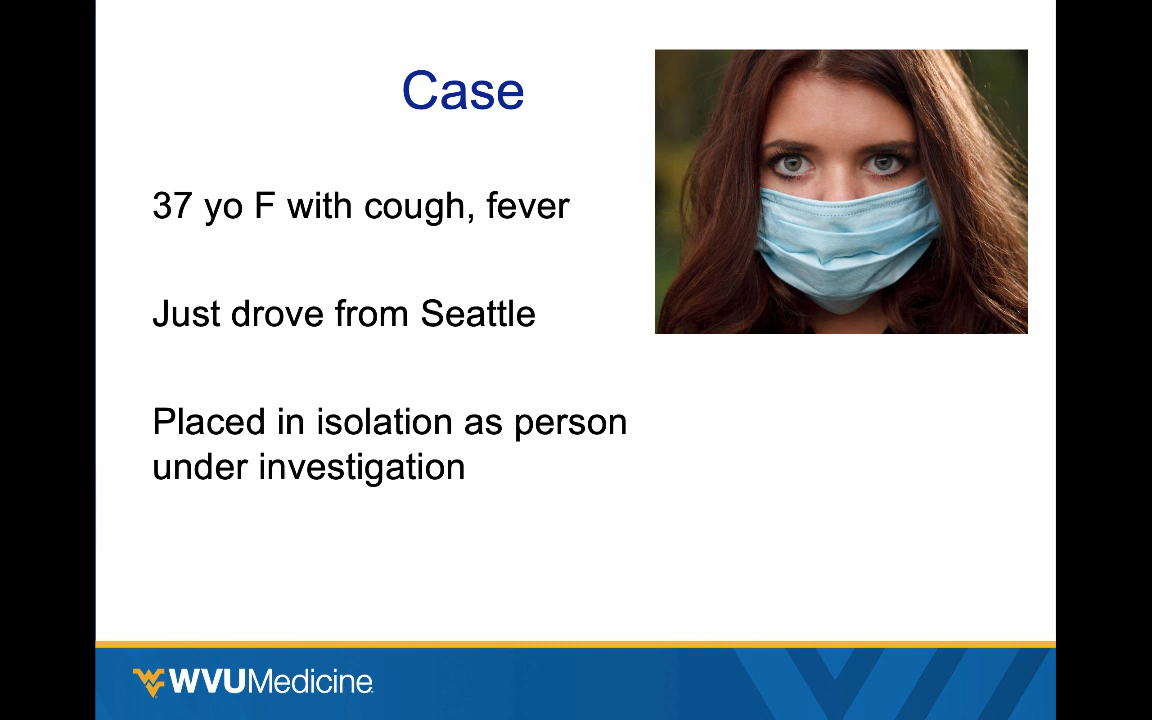 Case
37 yo F with cough, fever
Just drove from Seattle
Placed in isolation as person
under investigation
WVUMedicine